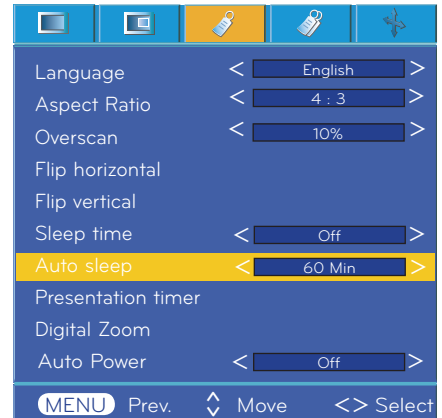 Language < English >
Aspect Ratio < 4 : 3 >
Overscan < 10% >
Flip horizontal
Flip vertical
Sleep time < Off >
Auto sleep < 60 Min >
Presentation timer
Digital Zoom
Auto Power < Off >
MENU Prev. Move <> Select